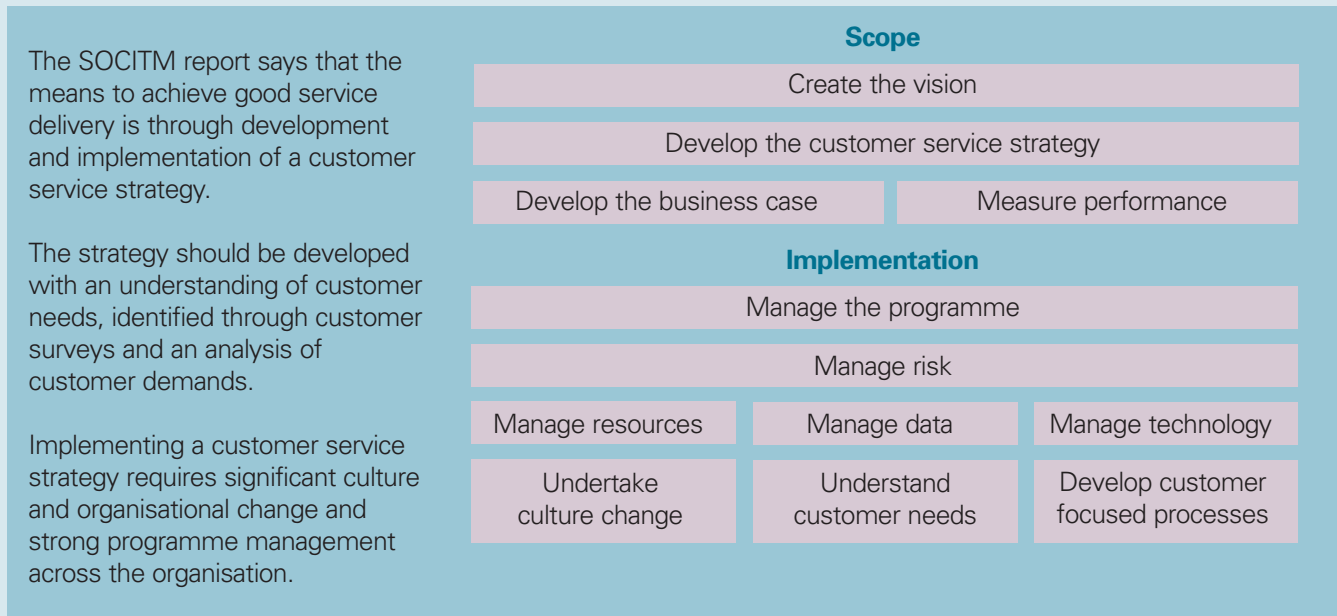 The SOCITM report says that the
means to achieve good service
delivery is through development
and implementation of a customer
service strategy.
The strategy should be developed
with an understanding of customer
needs, identified through customer
surveys and an analysis of
customer demands.
Implementing a customer service
strategy requires significant culture
and organisational change and
strong programme management
across the organisation.
Scope
Create the vision
Develop the customer service strategy
Develop the business case
Measure performance
Implementation
Manage the programme
Manage risk
Manage resources
Manage data
Manage technology
Undertake
culture change
Understand
customer needs
Develop customer
focused processes